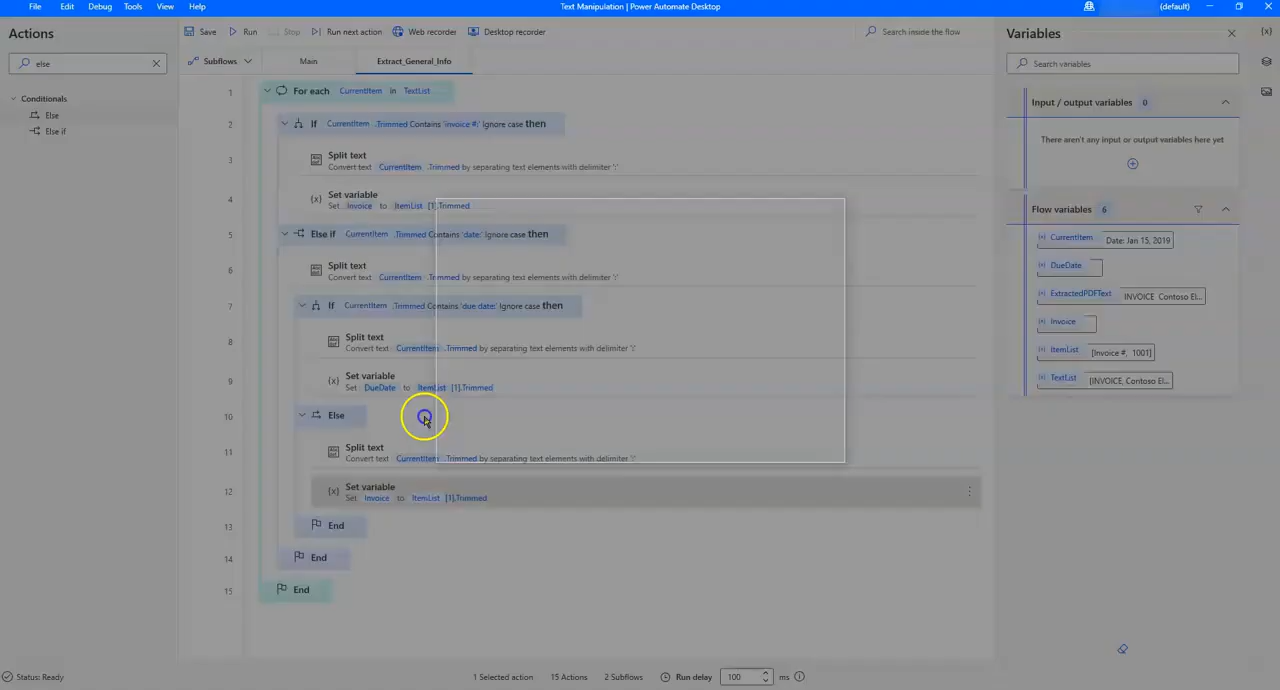 File Edit Debug Tools View Help
Text Manipulation | Power Automate Desktop
(default)
Actions
else
Conditionals
Else
Else if
Save Run Stop Run next action Web recorder Desktop recorder
Search inside the flow
Subflows Main Extract_General_Info
1 For each CurrentItem in TextList
2 If CurrentItem .Trimmed Contains 'invoice #:' Ignore case then
3 Split text
Convert text CurrentItem .Trimmed by separating text elements with delimiter ':'
4 Set variable
Set Invoice to ItemList [1].Trimmed
5 Else if CurrentItem .Trimmed Contains 'date:' Ignore case then
6 Split text
Convert text CurrentItem .Trimmed by separating text elements with delimiter ':'
7 If CurrentItem .Trimmed Contains 'due date:' Ignore case then
8 Split text
Convert text CurrentItem .Trimmed by separating text elements with delimiter ':'
9 Set variable
Set DueDate to ItemList [1].Trimmed
10 Else
11 Split text
Convert text CurrentItem .Trimmed by separating text elements with delimiter ':'
12 Set variable
Set Invoice to ItemList [1].Trimmed
13 End
14 End
15 End
Variables
Search variables
Input / output variables 0
There aren't any input or output variables here yet
Flow variables 6
CurrentItem Date: Jan 15, 2019
DueDate
ExtractedPDFText INVOICE Contoso El...
Invoice
ItemList [Invoice #, 1001]
TextList [INVOICE, Contoso El...
Status: Ready
1 Selected action 15 Actions 2 Subflows Run delay 100 ms